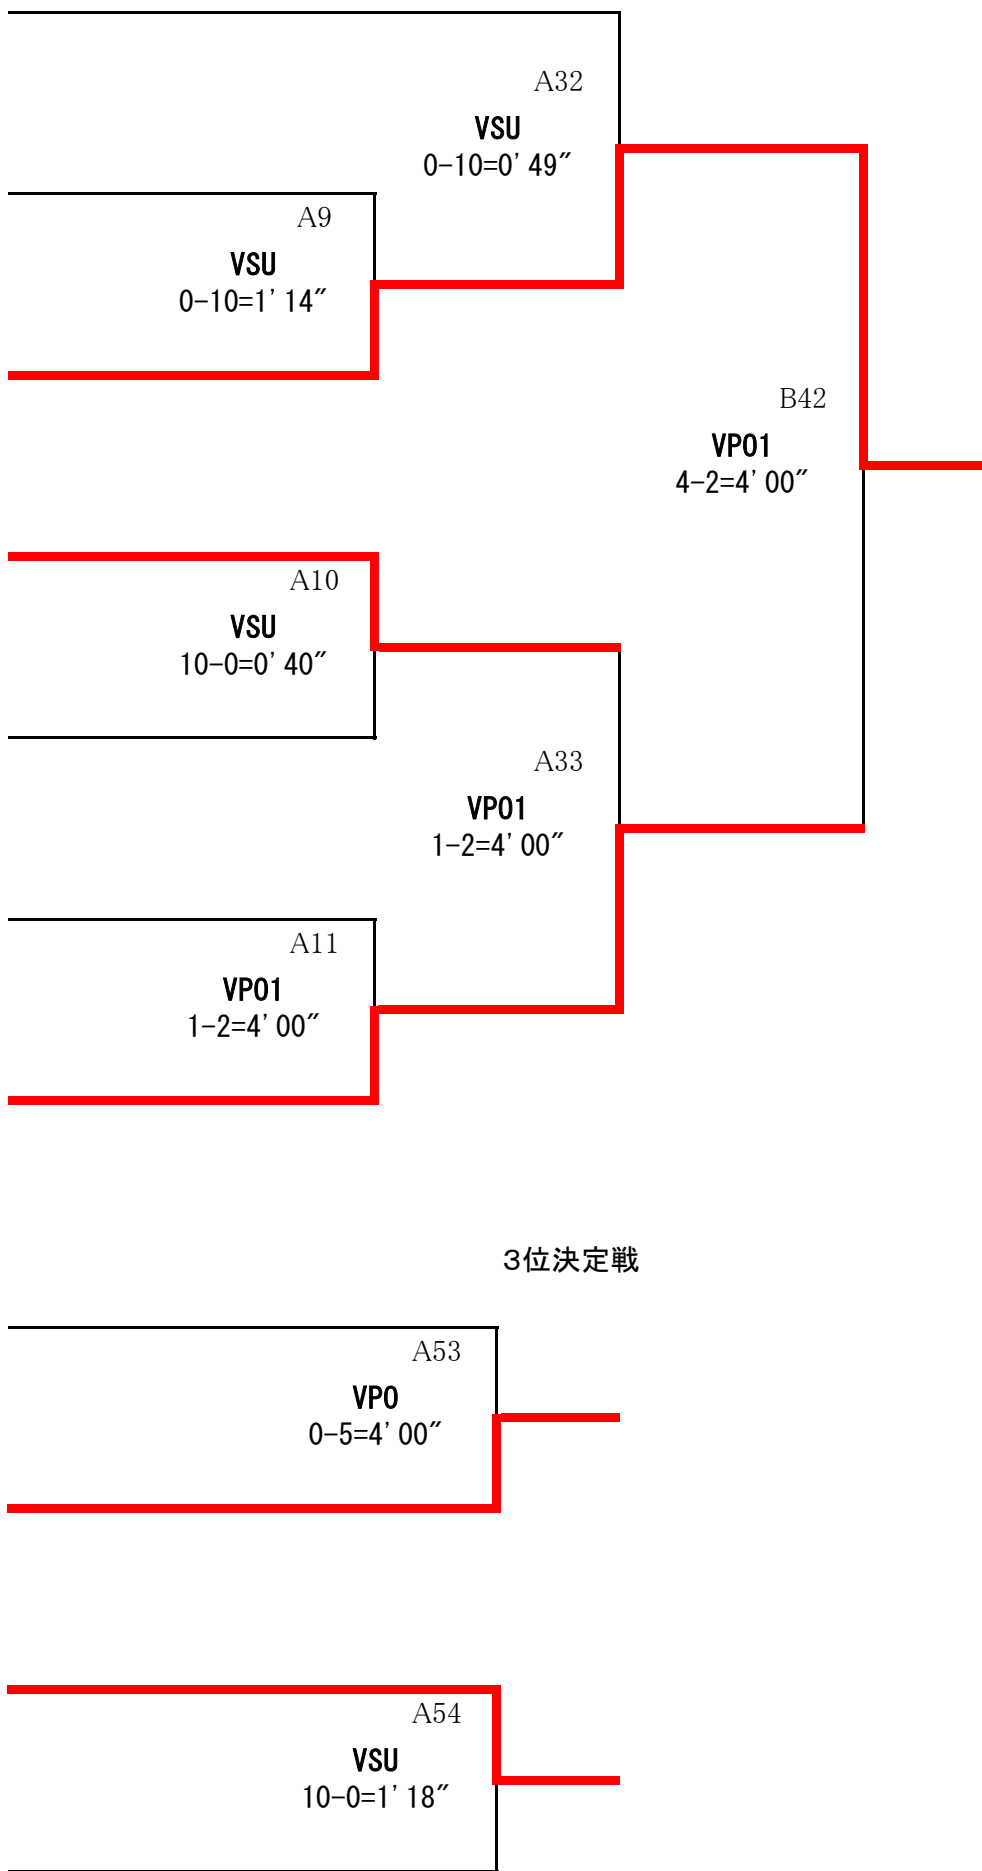 A32
VSU
0-10=0'49″
A9
VSU
0-10=1'14″
B42
VPO1
4-2=4'00″
A10
VSU
10-0=0'40″
A33
VPO1
1-2=4'00″
A11
VPO1
1-2=4'00″
３位決定戦
A53
VPO
0-5=4'00″
A54
VSU
10-0=1'18″